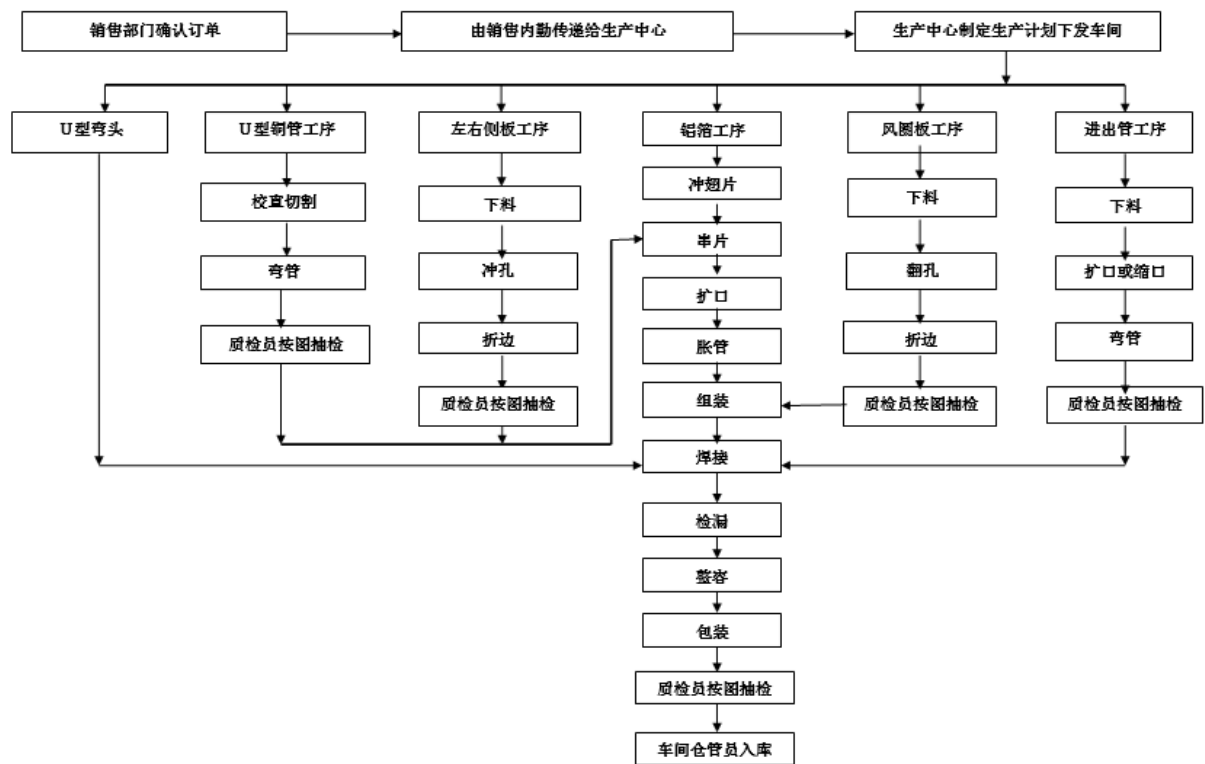 销售部门确认订单
由销售内勤传递给生产中心
生产中心制定生产计划下发车间
U型弯头
U型铜管工序
左右侧板工序
铝箔工序
风圈板工序
进出管工序
校直切割
下料
冲翅片
下料
下料
串片
弯管
冲孔
翻孔
扩口或缩口
扩口
质检员按图抽检
折边
胀管
折边
弯管
质检员按图抽检
组装
质检员按图抽检
质检员按图抽检
焊接
检漏
整容
包装
质检员按图抽检
车间仓管员入库